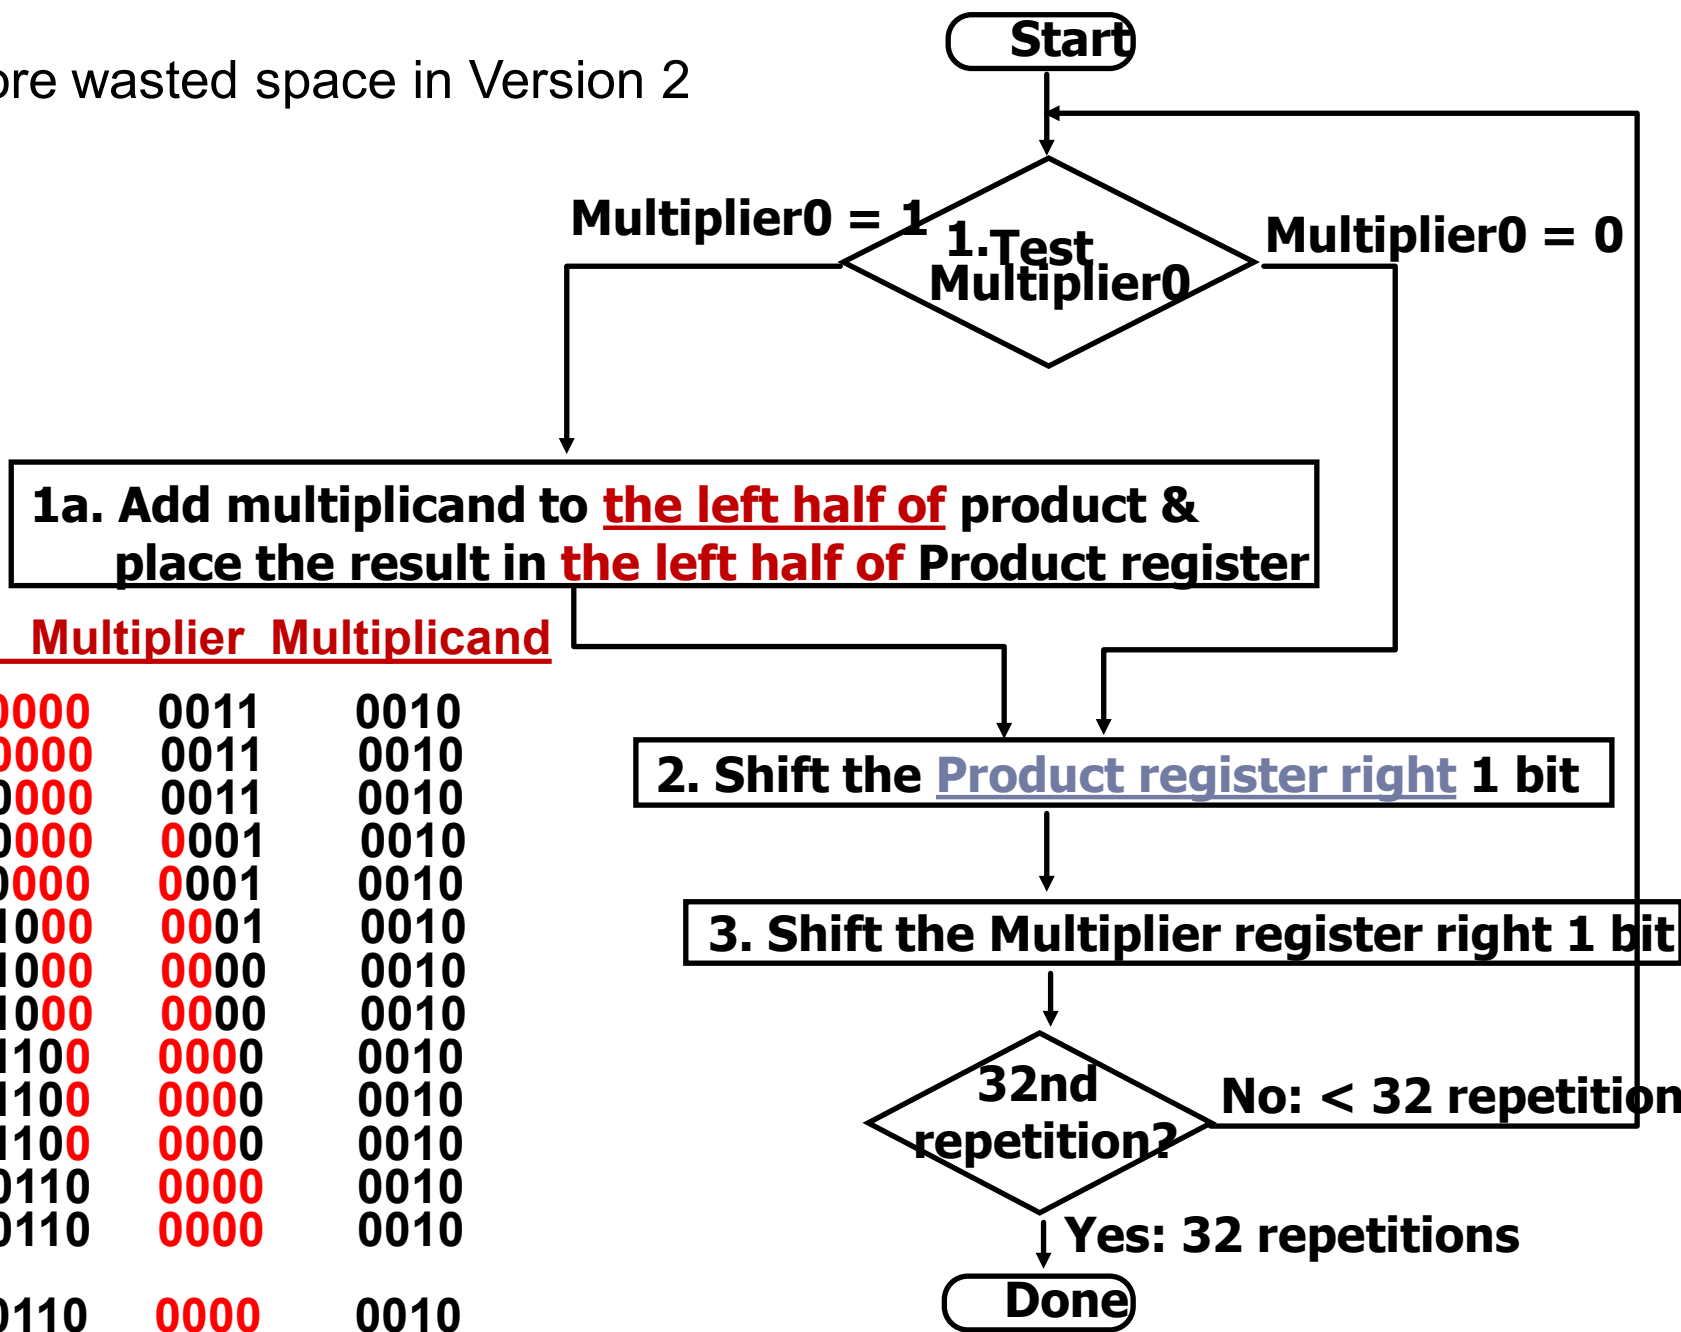 Start
wasted space in Version 2
Multiplier0 = 1
1.Test
Multiplier0
Multiplier0 = 0
1a. Add multiplicand to the left half of product &
place the result in the left half of Product register
Multiplier Multiplicand
0000 0011 0010
0000 0011 0010
0000 0011 0010
0000 0001 0010
0000 0001 0010
1000 0001 0010
1000 0000 0010
1000 0000 0010
1100 0000 0010
1100 0000 0010
1100 0000 0010
0110 0000 0010
0110 0000 0010
0110 0000 0010
2. Shift the Product register right 1 bit
3. Shift the Multiplier register right 1 bit
32nd
repetition?
No: < 32 repetition
Yes: 32 repetitions
Done